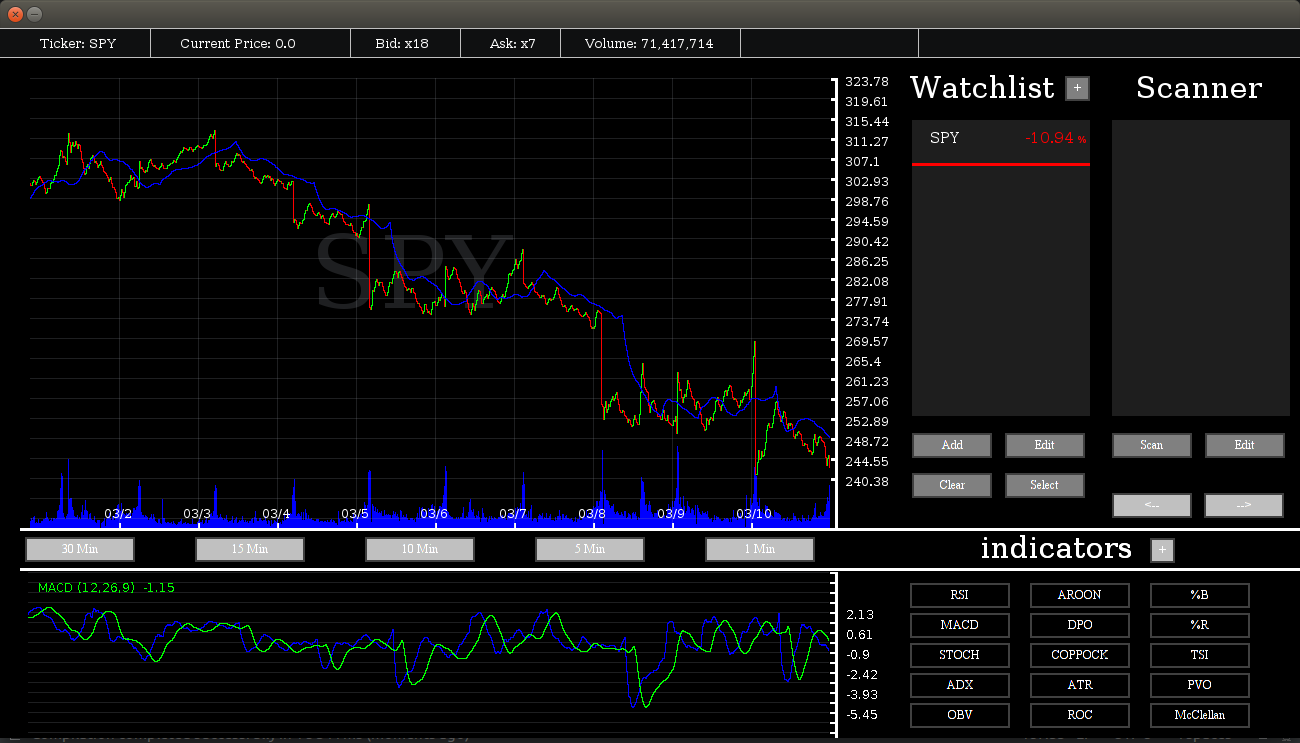 Ticker: SPY Current Price: 0.0 Bid: x18 Ask: x7 Volume: 71,417,714
Watchlist + Scanner
SPY -10.94 %
SPY
323.78
319.61
315.44
311.27
307.1
302.93
298.76
294.59
290.42
286.25
282.08
277.91
273.74
269.57
265.4
261.23
257.06
252.89
248.72
244.55
240.38
Add Edit Scan Edit
Clear Select
<-- -->
03/2 03/3 03/4 03/5 03/6 03/7 03/8 03/9 03/10
30 Min 15 Min 10 Min 5 Min 1 Min
indicators +
MACD (12,26,9) -1.15
2.13
0.61
-0.9
-2.42
-3.93
-5.45
RSI AROON %B
MACD DPO %R
STOCH COPPOCK TSI
ADX ATR PVO
OBV ROC McClellan